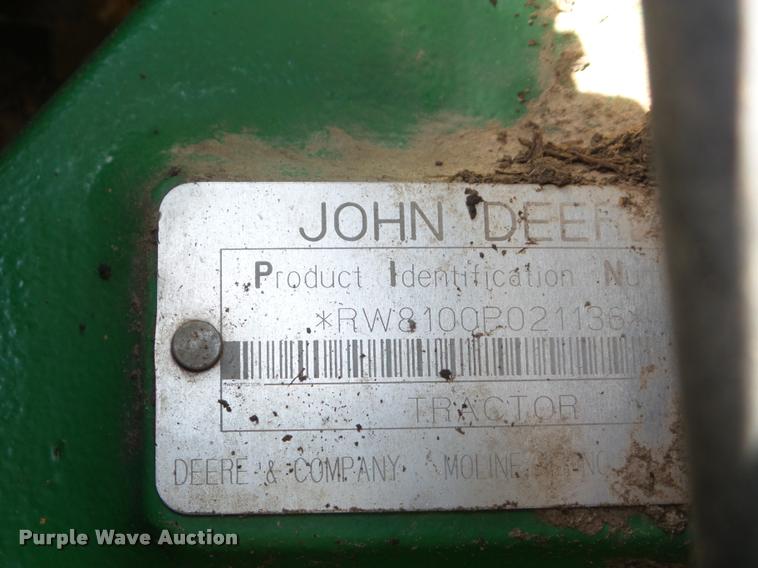 JOHN DEER
Product Identification Nu
*RW8100P021136*
TRACTOR
DEERE & COMPANY MOLINE
Purple Wave Auction®